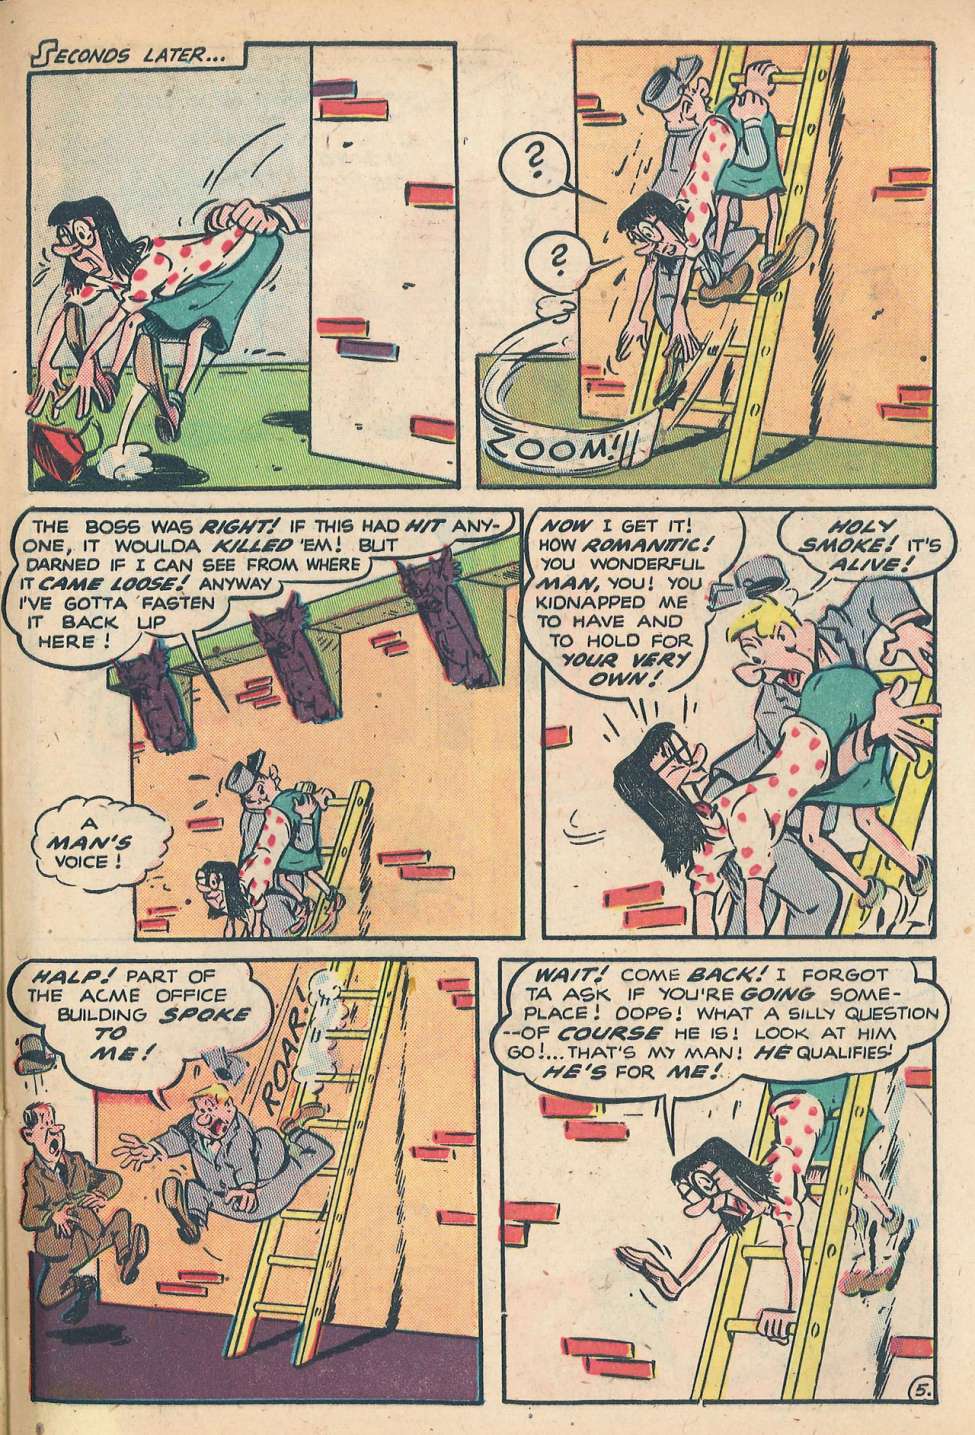 SECONDS LATER...
?
?
ZOOM!!!
THE BOSS WAS RIGHT! IF THIS HAD HIT ANY-
ONE, IT WOULDA KILLED 'EM! BUT
DARNED IF I CAN SEE FROM WHERE
IT CAME LOOSE! ANYWAY
I'VE GOTTA FASTEN
IT BACK UP
HERE!
A
MAN'S
VOICE!
NOW I GET IT!
HOW ROMANTIC!
YOU WONDERFUL
MAN, YOU! YOU
KIDNAPPED ME
TO HAVE AND
TO HOLD FOR
YOUR VERY
OWN!
HOLY
SMOKE! IT'S
ALIVE!
HALP! PART OF
THE ACME OFFICE
BUILDING SPOKE
TO
ME!
ROAR!
WAIT! COME BACK! I FORGOT
TA ASK IF YOU'RE GOING SOME-
PLACE! OOPS! WHAT A SILLY QUESTION
--OF COURSE HE IS! LOOK AT HIM
GO!...THAT'S MY MAN! HE QUALIFIES!
HE'S FOR ME!
5.